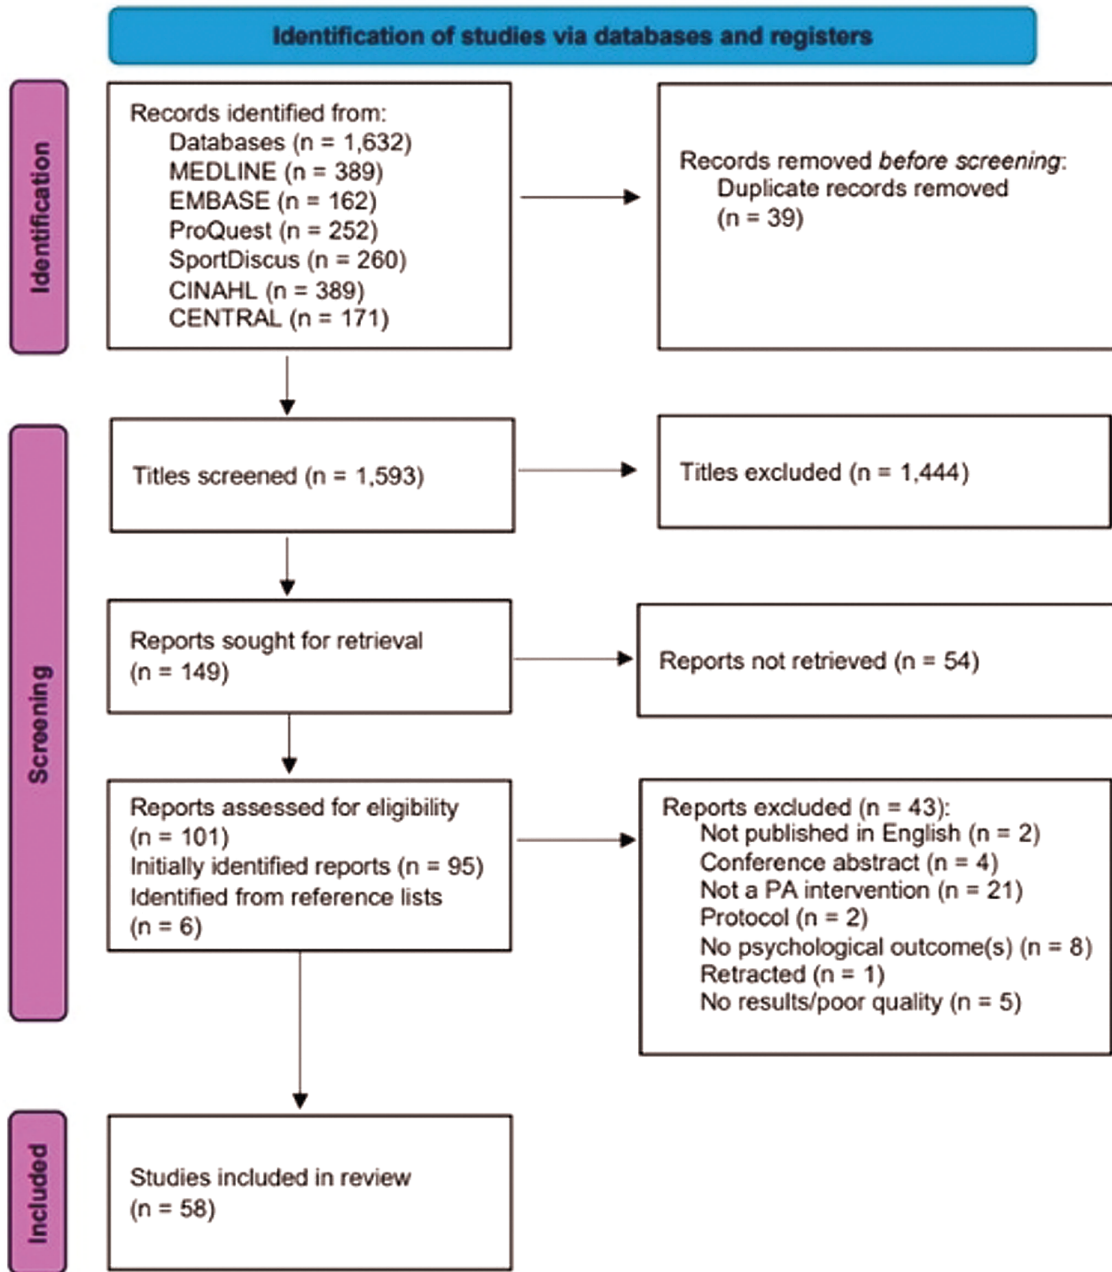 Identification of studies via databases and registers
Identification
Records identified from:
Databases (n = 1,632)
MEDLINE (n = 389)
EMBASE (n = 162)
ProQuest (n = 252)
SportDiscus (n = 260)
CINAHL (n = 389)
CENTRAL (n = 171)
Records removed before screening:
Duplicate records removed
(n = 39)
Screening
Titles screened (n = 1,593)
Titles excluded (n = 1,444)
Reports sought for retrieval
(n = 149)
Reports not retrieved (n = 54)
Reports assessed for eligibility
(n = 101)
Initially identified reports (n = 95)
Identified from reference lists
(n = 6)
Reports excluded (n = 43):
Not published in English (n = 2)
Conference abstract (n = 4)
Not a PA intervention (n = 21)
Protocol (n = 2)
No psychological outcome(s) (n = 8)
Retracted (n = 1)
No results/poor quality (n = 5)
Included
Studies included in review
(n = 58)